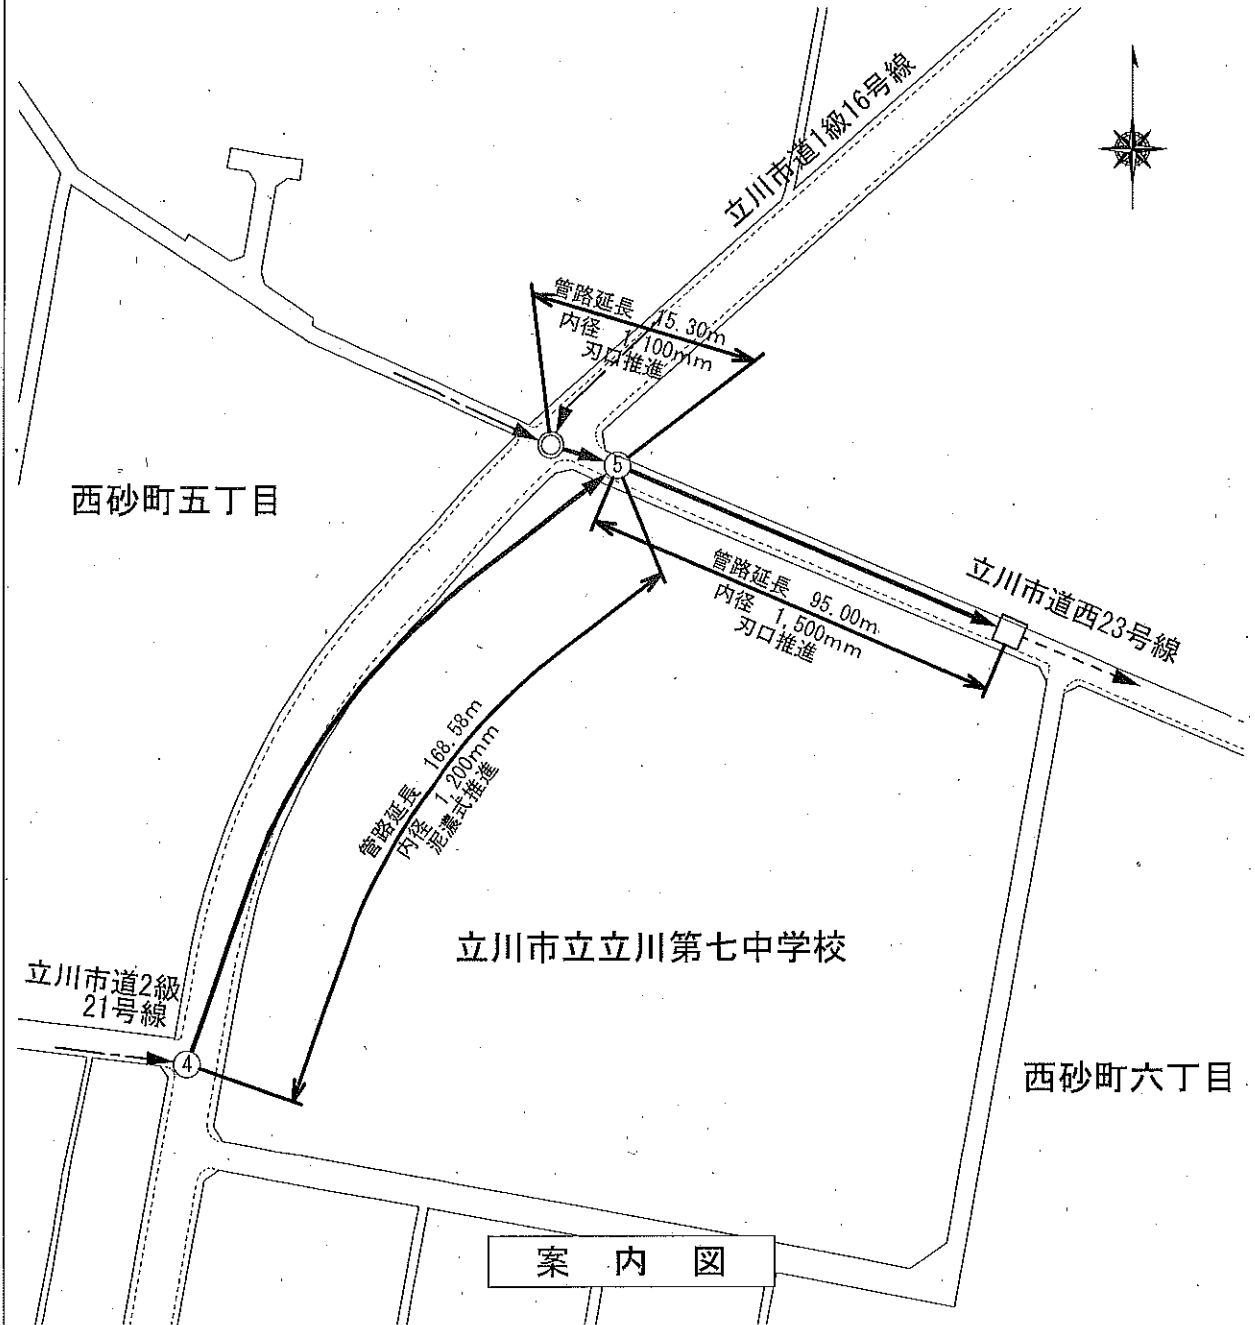 立川市道1級16号線
管路延長 15.30m
内径 1,100mm
刃口推進
⑤
西砂町五丁目
管路延長 95.00m
内径 1,500mm
刃口推進
立川市道西23号線
管路延長 168.58m
内径 1,200mm
泥濃式推進
立川市立立川第七中学校
立川市道2級
21号線
④
西砂町六丁目
案内図